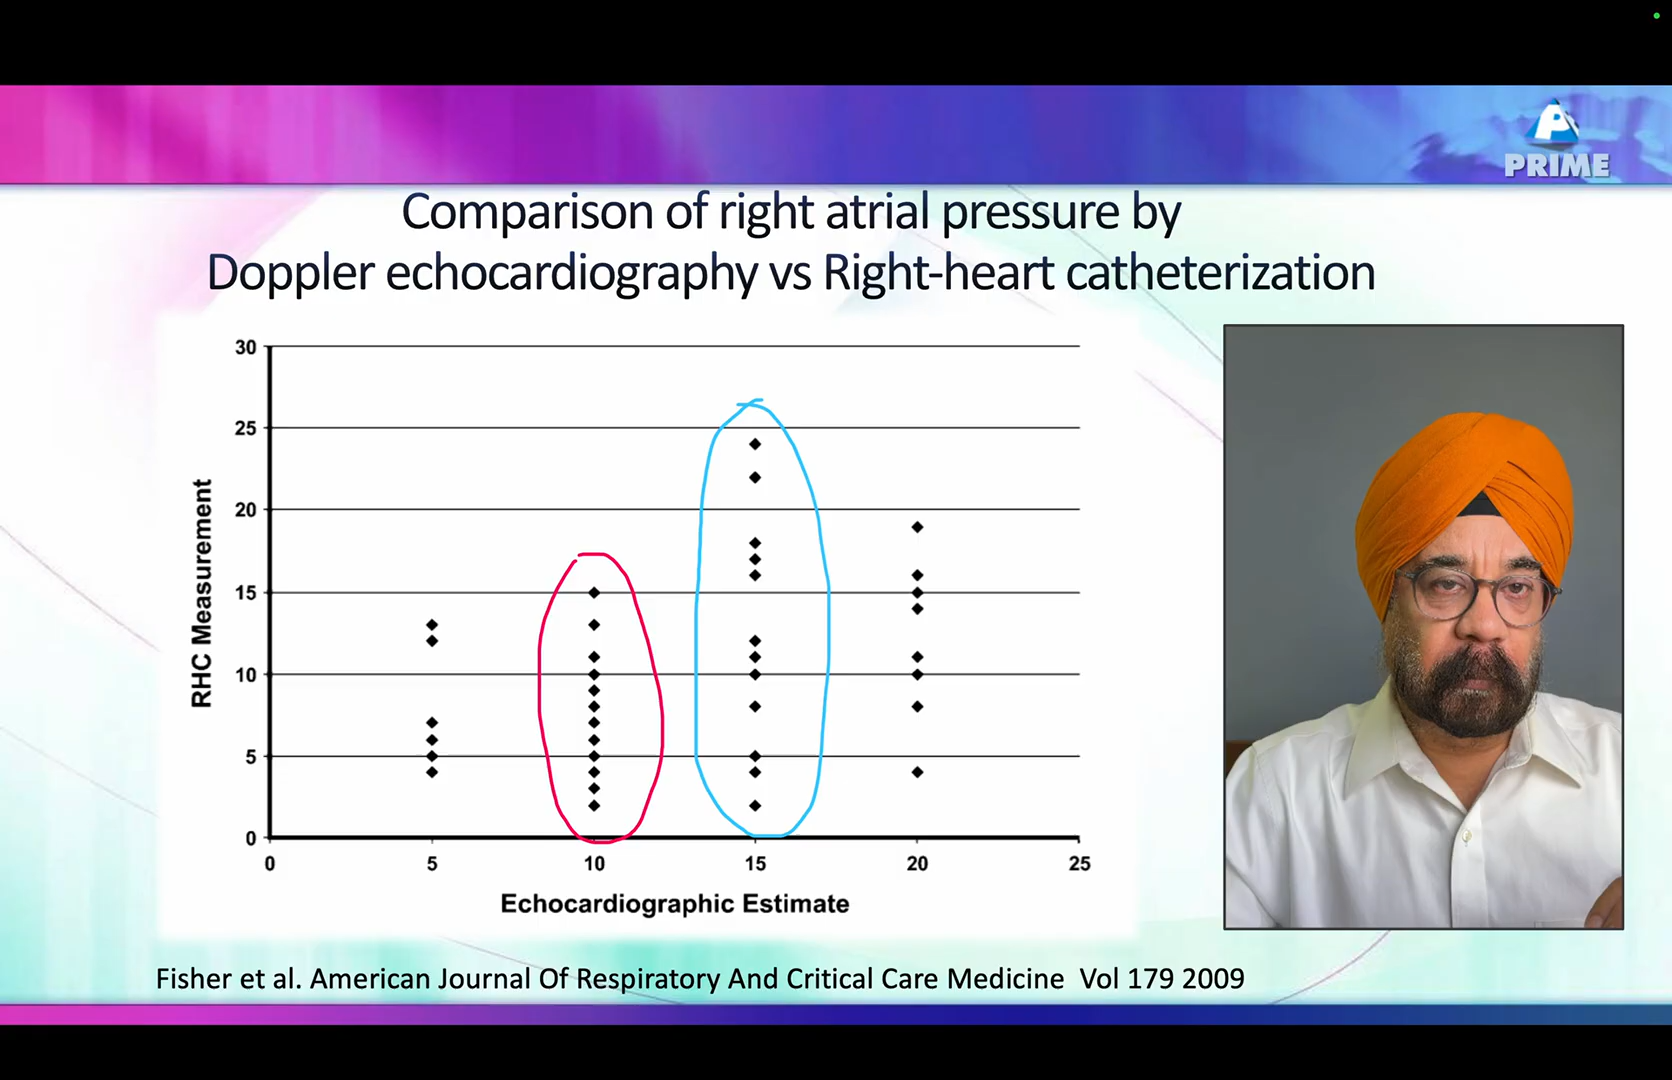 PRIME
Comparison of right atrial pressure by
Doppler echocardiography vs Right-heart catheterization
30
25
20
15
10
5
0
RHC Measurement
0 5 10 15 20 25
Echocardiographic Estimate
Fisher et al. American Journal Of Respiratory And Critical Care Medicine Vol 179 2009